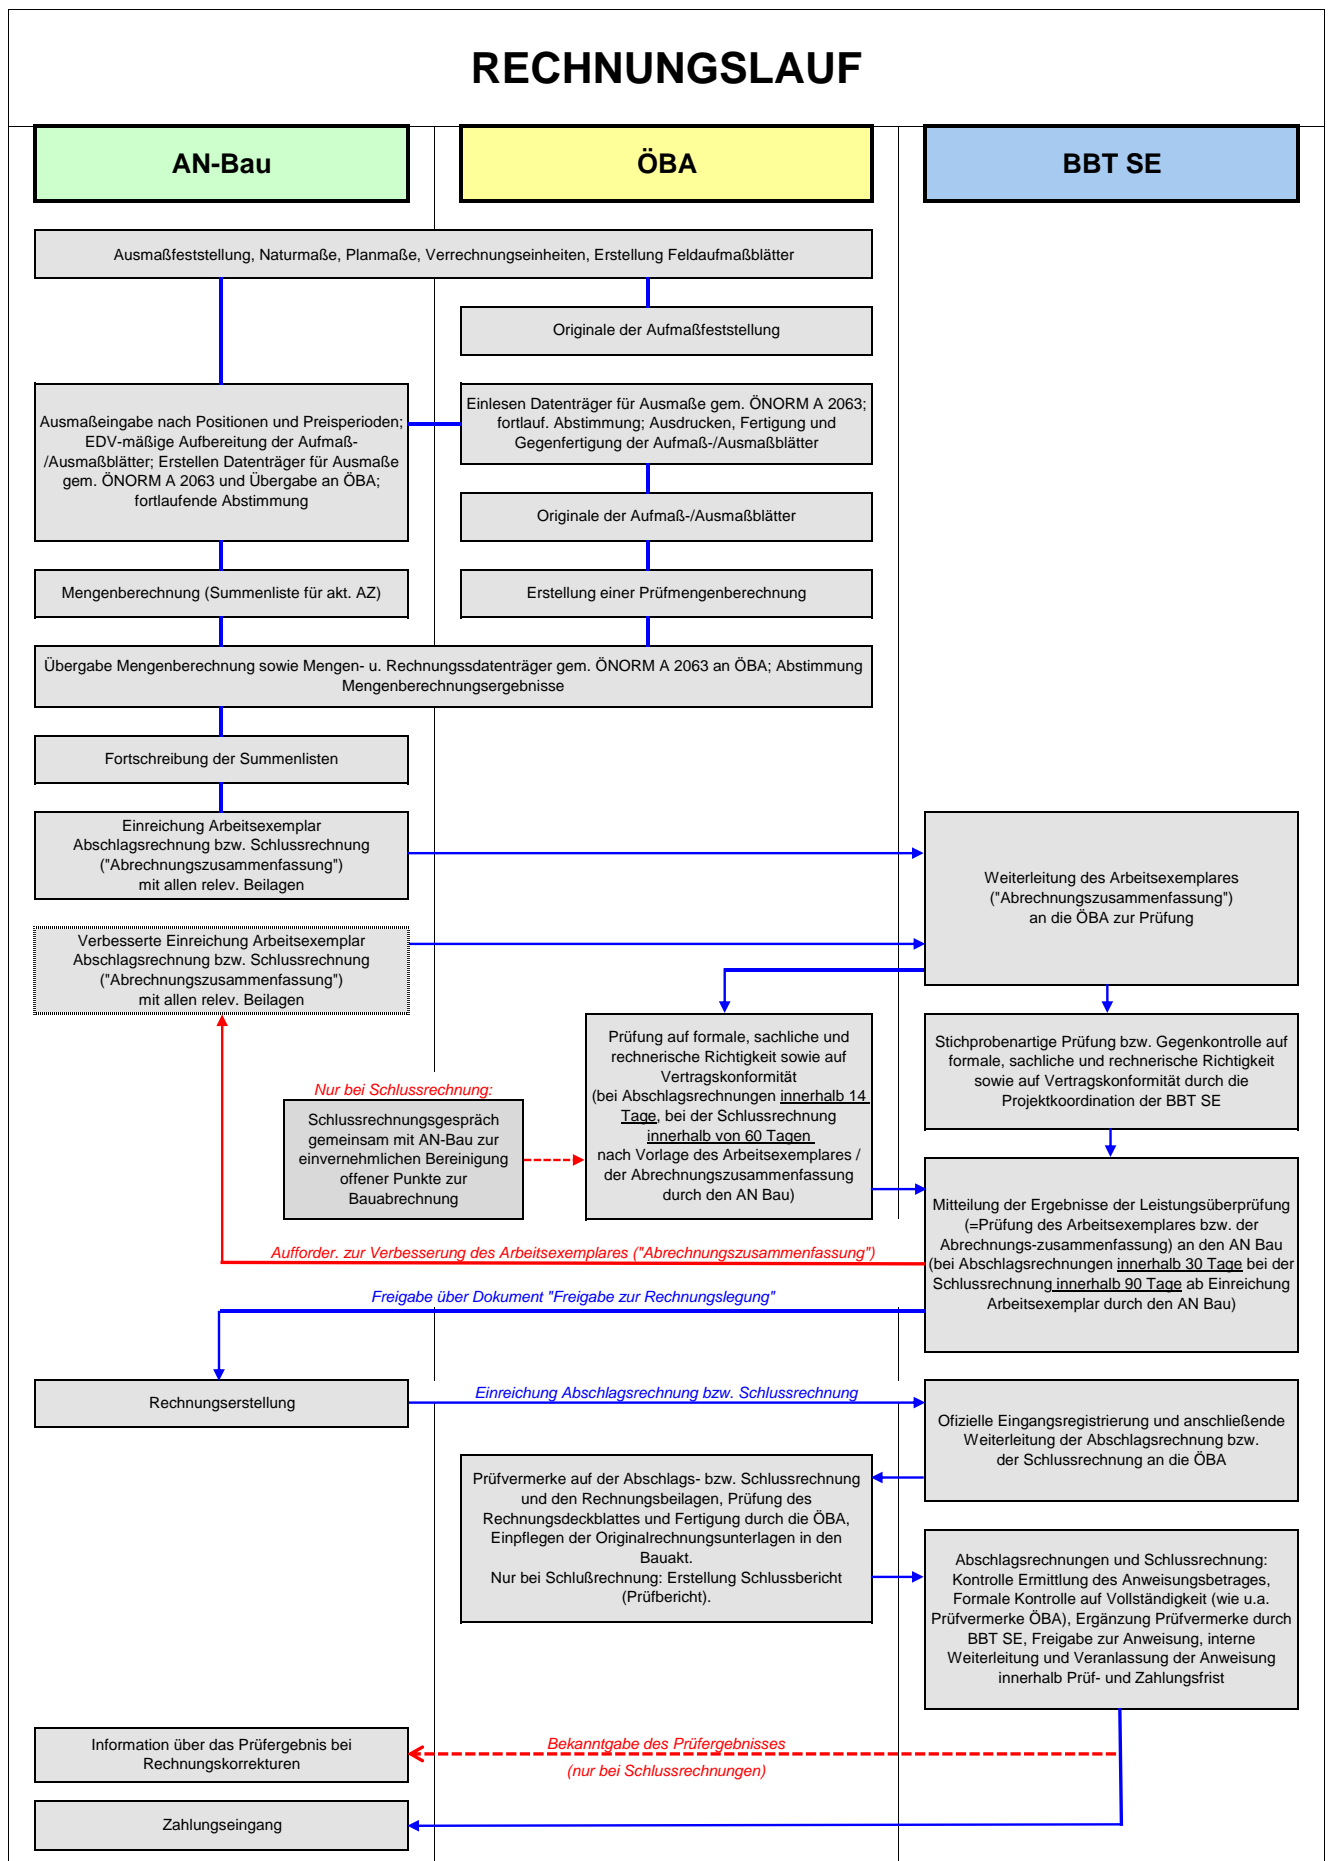 RECHNUNGSLAUF
AN-Bau
ÖBA
BBT SE
Ausmaßfeststellung, Naturmaße, Planmaße, Verrechnungseinheiten, Erstellung Feldaufmaßblätter
Originale der Aufmaßfeststellung
Ausmaßeingabe nach Positionen und Preisperioden;
EDV-mäßige Aufbereitung der Aufmaß-
/Ausmaßblätter; Erstellen Datenträger für Ausmaße
gem. ÖNORM A 2063 und Übergabe an ÖBA;
fortlaufende Abstimmung
Einlesen Datenträger für Ausmaße gem. ÖNORM A 2063;
fortlauf. Abstimmung; Ausdrucken, Fertigung und
Gegenfertigung der Aufmaß-/Ausmaßblätter
Originale der Aufmaß-/Ausmaßblätter
Mengenberechnung (Summenliste für akt. AZ)
Erstellung einer Prüfmengenberechnung
Übergabe Mengenberechnung sowie Mengen- u. Rechnungssdatenträger gem. ÖNORM A 2063 an ÖBA; Abstimmung
Mengenberechnungsergebnisse
Fortschreibung der Summenlisten
Einreichung Arbeitsexemplar
Abschlagsrechnung bzw. Schlussrechnung
("Abrechnungszusammenfassung")
mit allen relev. Beilagen
Weiterleitung des Arbeitsexemplares
("Abrechnungszusammenfassung")
an die ÖBA zur Prüfung
Verbesserte Einreichung Arbeitsexemplar
Abschlagsrechnung bzw. Schlussrechnung
("Abrechnungszusammenfassung")
mit allen relev. Beilagen
Prüfung auf formale, sachliche und
rechnerische Richtigkeit sowie auf
Vertragskonformität
(bei Abschlagsrechnungen innerhalb 14
Tage, bei der Schlussrechnung
innerhalb von 60 Tagen
nach Vorlage des Arbeitsexemplares /
der Abrechnungszusammenfassung
durch den AN Bau)
Stichprobenartige Prüfung bzw. Gegenkontrolle auf
formale, sachliche und rechnerische Richtigkeit
sowie auf Vertragskonformität durch die
Projektkoordination der BBT SE
Nur bei Schlussrechnung:
Schlussrechnungsgespräch
gemeinsam mit AN-Bau zur
einvernehmlichen Bereinigung
offener Punkte zur
Bauabrechnung
Mitteilung der Ergebnisse der Leistungsüberprüfung
(=Prüfung des Arbeitsexemplares bzw. der
Abrechnungs-zusammenfassung) an den AN Bau
(bei Abschlagsrechnungen innerhalb 30 Tage bei der
Schlussrechnung innerhalb 90 Tage ab Einreichung
Arbeitsexemplar durch den AN Bau)
Aufforder. zur Verbesserung des Arbeitsexemplares ("Abrechnungszusammenfassung")
Freigabe über Dokument "Freigabe zur Rechnungslegung"
Rechnungserstellung
Einreichung Abschlagsrechnung bzw. Schlussrechnung
Ofizielle Eingangsregistrierung und anschließende
Weiterleitung der Abschlagsrechnung bzw.
der Schlussrechnung an die ÖBA
Prüfvermerke auf der Abschlags- bzw. Schlussrechnung
und den Rechnungsbeilagen, Prüfung des
Rechnungsdeckblattes und Fertigung durch die ÖBA,
Einpflegen der Originalrechnungsunterlagen in den
Bauakt.
Nur bei Schlußrechnung: Erstellung Schlussbericht
(Prüfbericht).
Abschlagsrechnungen und Schlussrechnung:
Kontrolle Ermittlung des Anweisungsbetrages,
Formale Kontrolle auf Vollständigkeit (wie u.a.
Prüfvermerke ÖBA), Ergänzung Prüfvermerke durch
BBT SE, Freigabe zur Anweisung, interne
Weiterleitung und Veranlassung der Anweisung
innerhalb Prüf- und Zahlungsfrist
Information über das Prüfergebnis bei
Rechnungskorrekturen
Bekanntgabe des Prüfergebnisses
(nur bei Schlussrechnungen)
Zahlungseingang